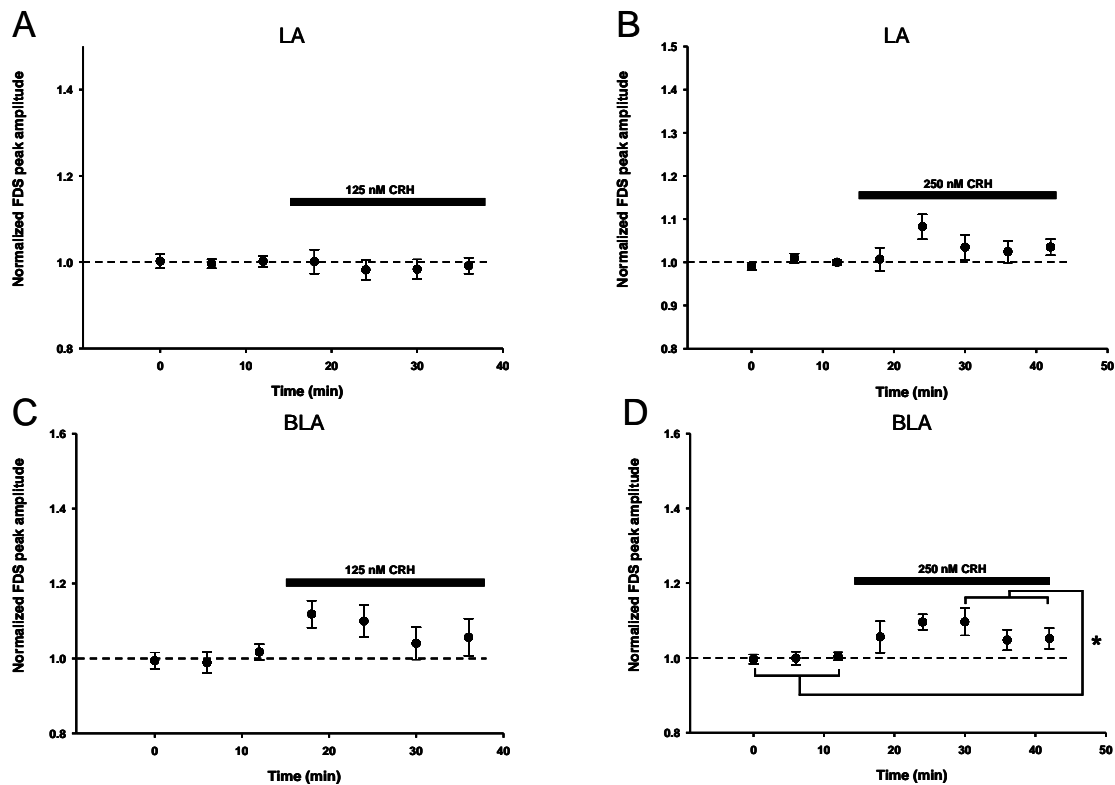 A
LA
Normalized FDS peak amplitude
1.4
1.2
1.0
0.8
125 nM CRH
0 10 20 30 40
Time (min)
B
LA
Normalized FDS peak amplitude
1.5
1.4
1.3
1.2
1.1
1.0
0.9
0.8
250 nM CRH
0 10 20 30 40 50
Time (min)
C
BLA
Normalized FDS peak amplitude
1.6
1.4
1.2
1.0
0.8
125 nM CRH
0 10 20 30 40
Time (min)
D
BLA
Normalized FDS peak amplitude
1.6
1.4
1.2
1.0
0.8
250 nM CRH
*
0 10 20 30 40 50
Time (min)